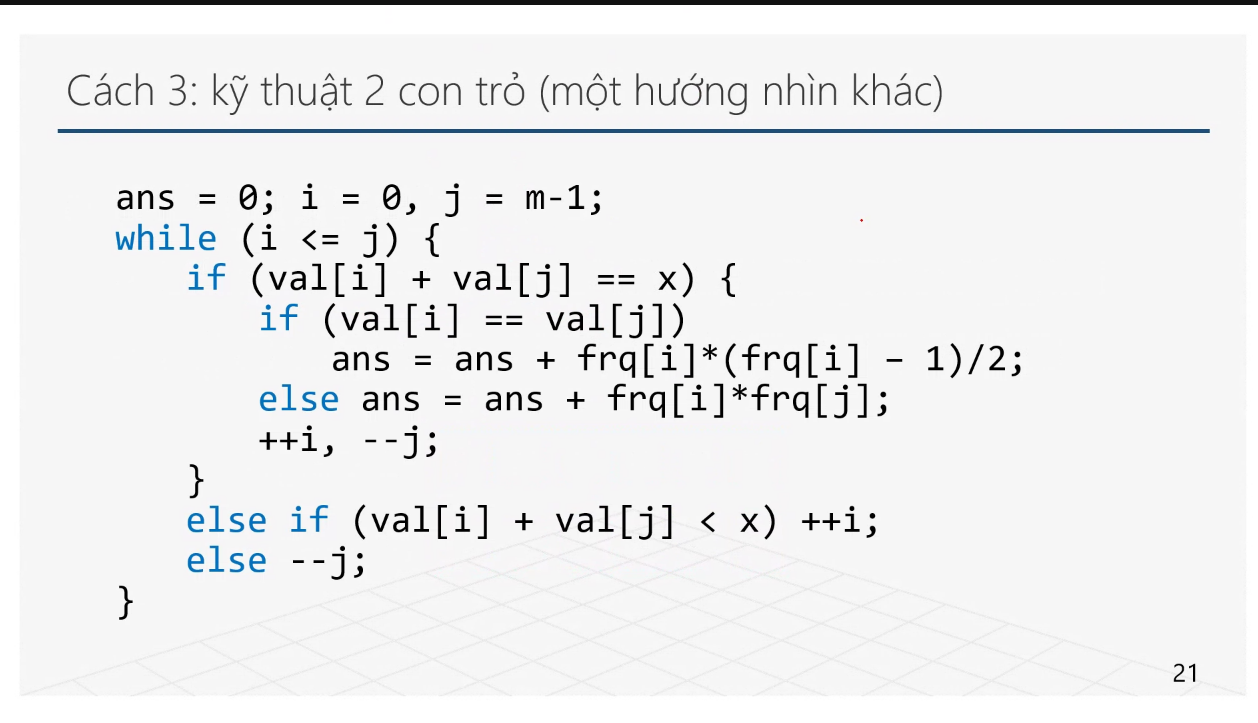 Cách 3: kỹ thuật 2 con trỏ (một hướng nhìn khác)
ans = 0; i = 0, j = m-1;
while (i <= j) {
    if (val[i] + val[j] == x) {
        if (val[i] == val[j])
            ans = ans + frq[i]*(frq[i] – 1)/2;
        else ans = ans + frq[i]*frq[j];
        ++i, --j;
    }
    else if (val[i] + val[j] < x) ++i;
    else --j;
}
21